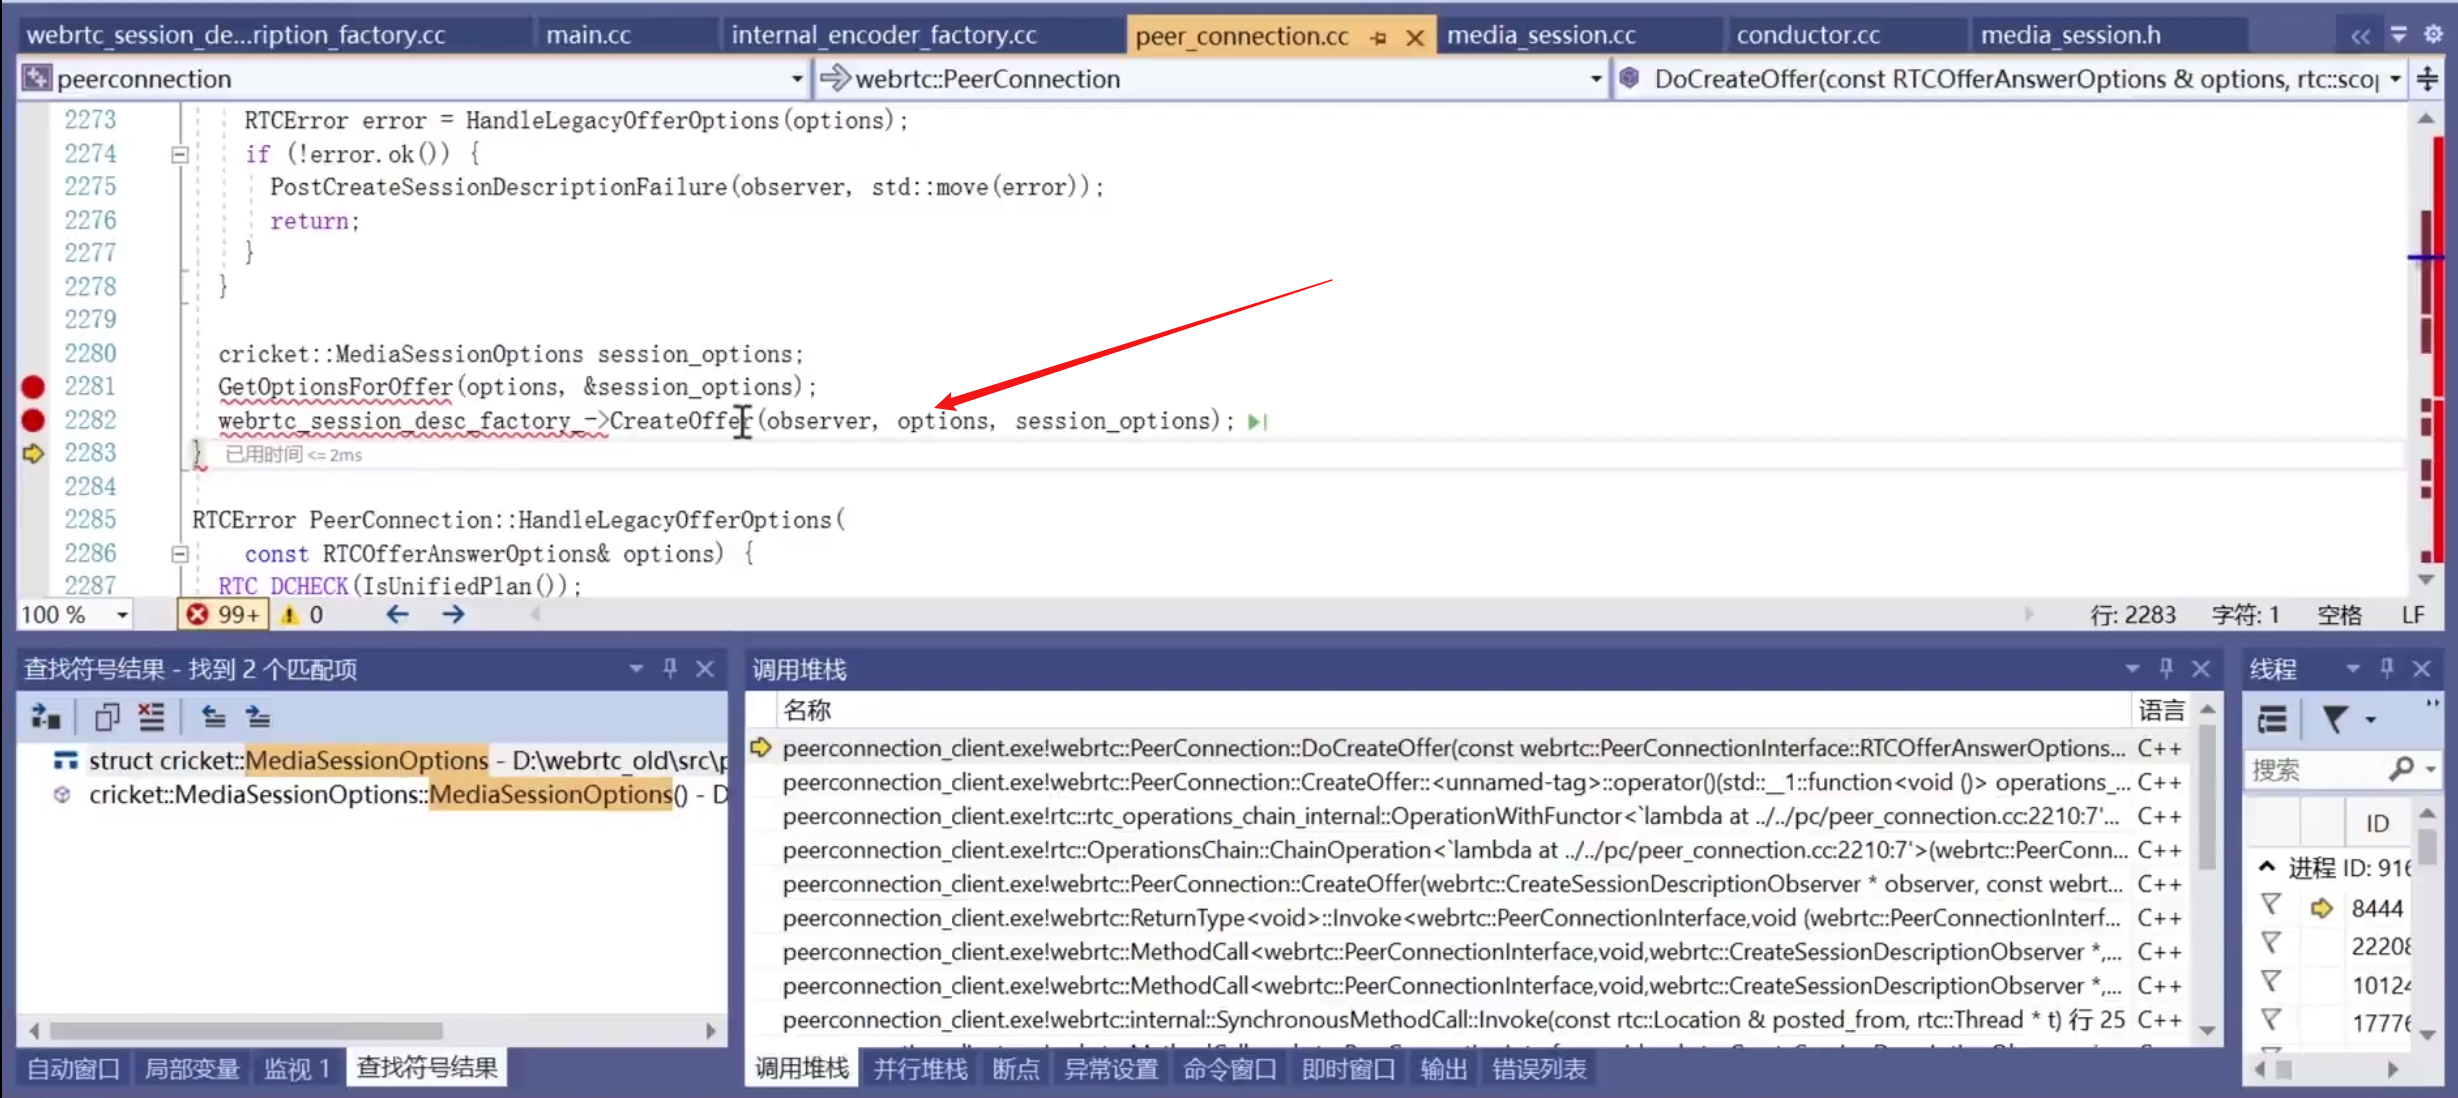 webrtc_session_de...ription_factory.cc main.cc internal_encoder_factory.cc peer_connection.cc media_session.cc conductor.cc media_session.h
peerconnection webrtc::PeerConnection DoCreateOffer(const RTCOfferAnswerOptions & options, rtc::scop
2273 RTCError error = HandleLegacyOfferOptions(options);
2274 if (!error.ok()) {
2275 PostCreateSessionDescriptionFailure(observer, std::move(error));
2276 return;
2277 }
2278 }
2279
2280 cricket::MediaSessionOptions session_options;
2281 GetOptionsForOffer(options, &session_options);
2282 webrtc_session_desc_factory_->CreateOffer(observer, options, session_options);
2283 } 已用时间 <= 2ms
2284
2285 RTCError PeerConnection::HandleLegacyOfferOptions(
2286 const RTCOfferAnswerOptions& options) {
2287 RTC_DCHECK(IsUnifiedPlan());
100 % 99+ 0 行: 2283 字符: 1 空格 LF
查找符号结果 - 找到 2 个匹配项
struct cricket::MediaSessionOptions - D:\webrtc_old\src\p
cricket::MediaSessionOptions::MediaSessionOptions() - D
自动窗口 局部变量 监视 1 查找符号结果
调用堆栈
名称 语言
peerconnection_client.exe!webrtc::PeerConnection::DoCreateOffer(const webrtc::PeerConnectionInterface::RTCOfferAnswerOptions... C++
peerconnection_client.exe!webrtc::PeerConnection::CreateOffer::<unnamed-tag>::operator()(std::__1::function<void ()> operations_... C++
peerconnection_client.exe!rtc::rtc_operations_chain_internal::OperationWithFunctor<`lambda at ../../pc/peer_connection.cc:2210:7'... C++
peerconnection_client.exe!rtc::OperationsChain::ChainOperation<`lambda at ../../pc/peer_connection.cc:2210:7'>(webrtc::PeerConn... C++
peerconnection_client.exe!webrtc::PeerConnection::CreateOffer(webrtc::CreateSessionDescriptionObserver * observer, const webrt... C++
peerconnection_client.exe!webrtc::ReturnType<void>::Invoke<webrtc::PeerConnectionInterface,void (webrtc::PeerConnectionInterf... C++
peerconnection_client.exe!webrtc::MethodCall<webrtc::PeerConnectionInterface,void,webrtc::CreateSessionDescriptionObserver *,... C++
peerconnection_client.exe!webrtc::MethodCall<webrtc::PeerConnectionInterface,void,webrtc::CreateSessionDescriptionObserver *,... C++
peerconnection_client.exe!webrtc::internal::SynchronousMethodCall::Invoke(const rtc::Location & posted_from, rtc::Thread * t) 行 25 C++
调用堆栈 并行堆栈 断点 异常设置 命令窗口 即时窗口 输出 错误列表
线程
搜索
ID
进程 ID: 916
8444
22208
10124
17776